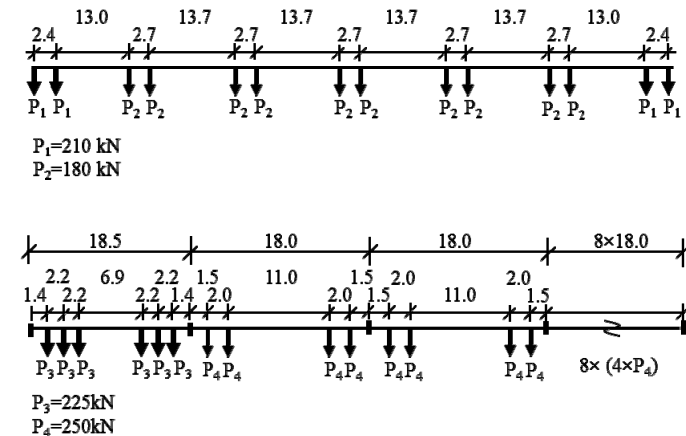 13.0 13.7 13.7 13.7 13.7 13.0
2.4 2.7 2.7 2.7 2.7 2.7 2.4
P₁ P₁ P₂ P₂ P₂ P₂ P₂ P₂ P₂ P₂ P₂ P₂ P₁ P₁
P₁=210 kN
P₂=180 kN
18.5 18.0 18.0 8×18.0
2.2 6.9 2.2 1.5 11.0 1.5 2.0 2.0
1.4 2.2 2.2 1.4 2.0 2.0 1.5 11.0 1.5
P₃ P₃ P₃ P₃ P₃ P₃ P₄ P₄ P₄ P₄ P₄ P₄ P₄ P₄ 8× (4×P₄)
P₃=225kN
P₄=250kN